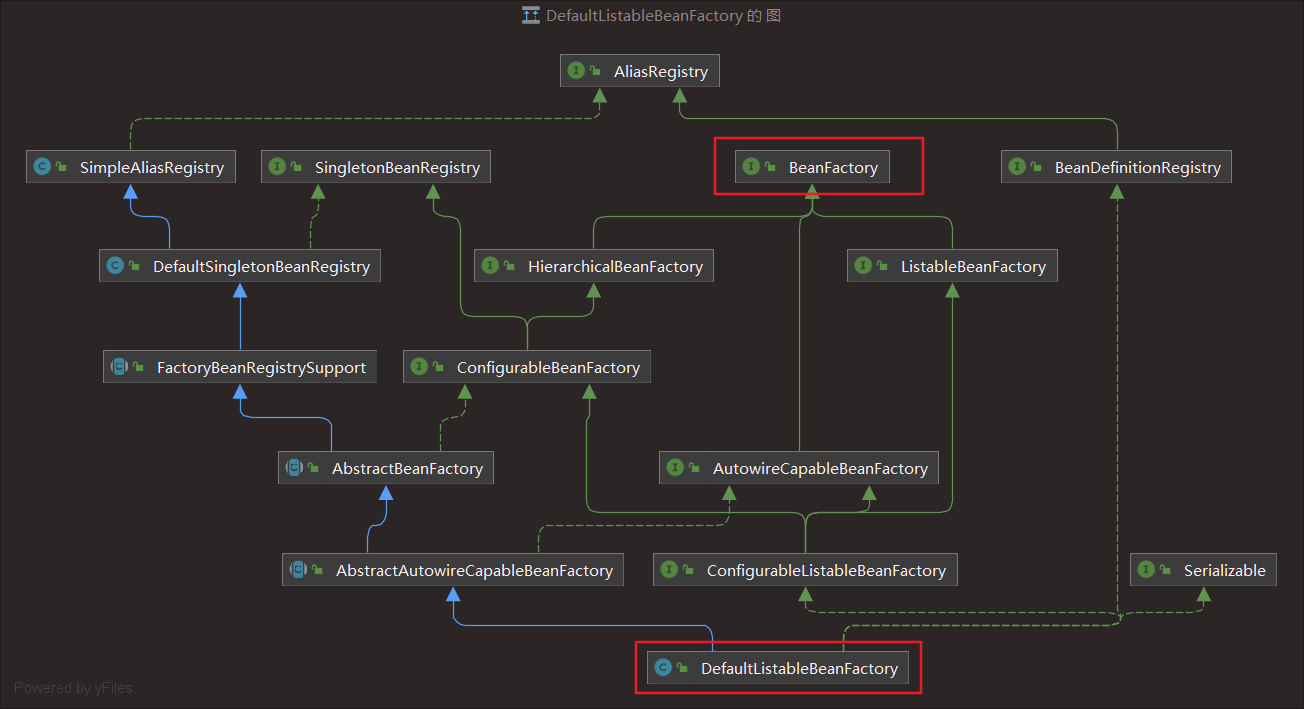 DefaultListableBeanFactory 的图
AliasRegistry
SimpleAliasRegistry
SingletonBeanRegistry
BeanFactory
BeanDefinitionRegistry
DefaultSingletonBeanRegistry
HierarchicalBeanFactory
ListableBeanFactory
FactoryBeanRegistrySupport
ConfigurableBeanFactory
AbstractBeanFactory
AutowireCapableBeanFactory
AbstractAutowireCapableBeanFactory
ConfigurableListableBeanFactory
Serializable
DefaultListableBeanFactory
Powered by yFiles